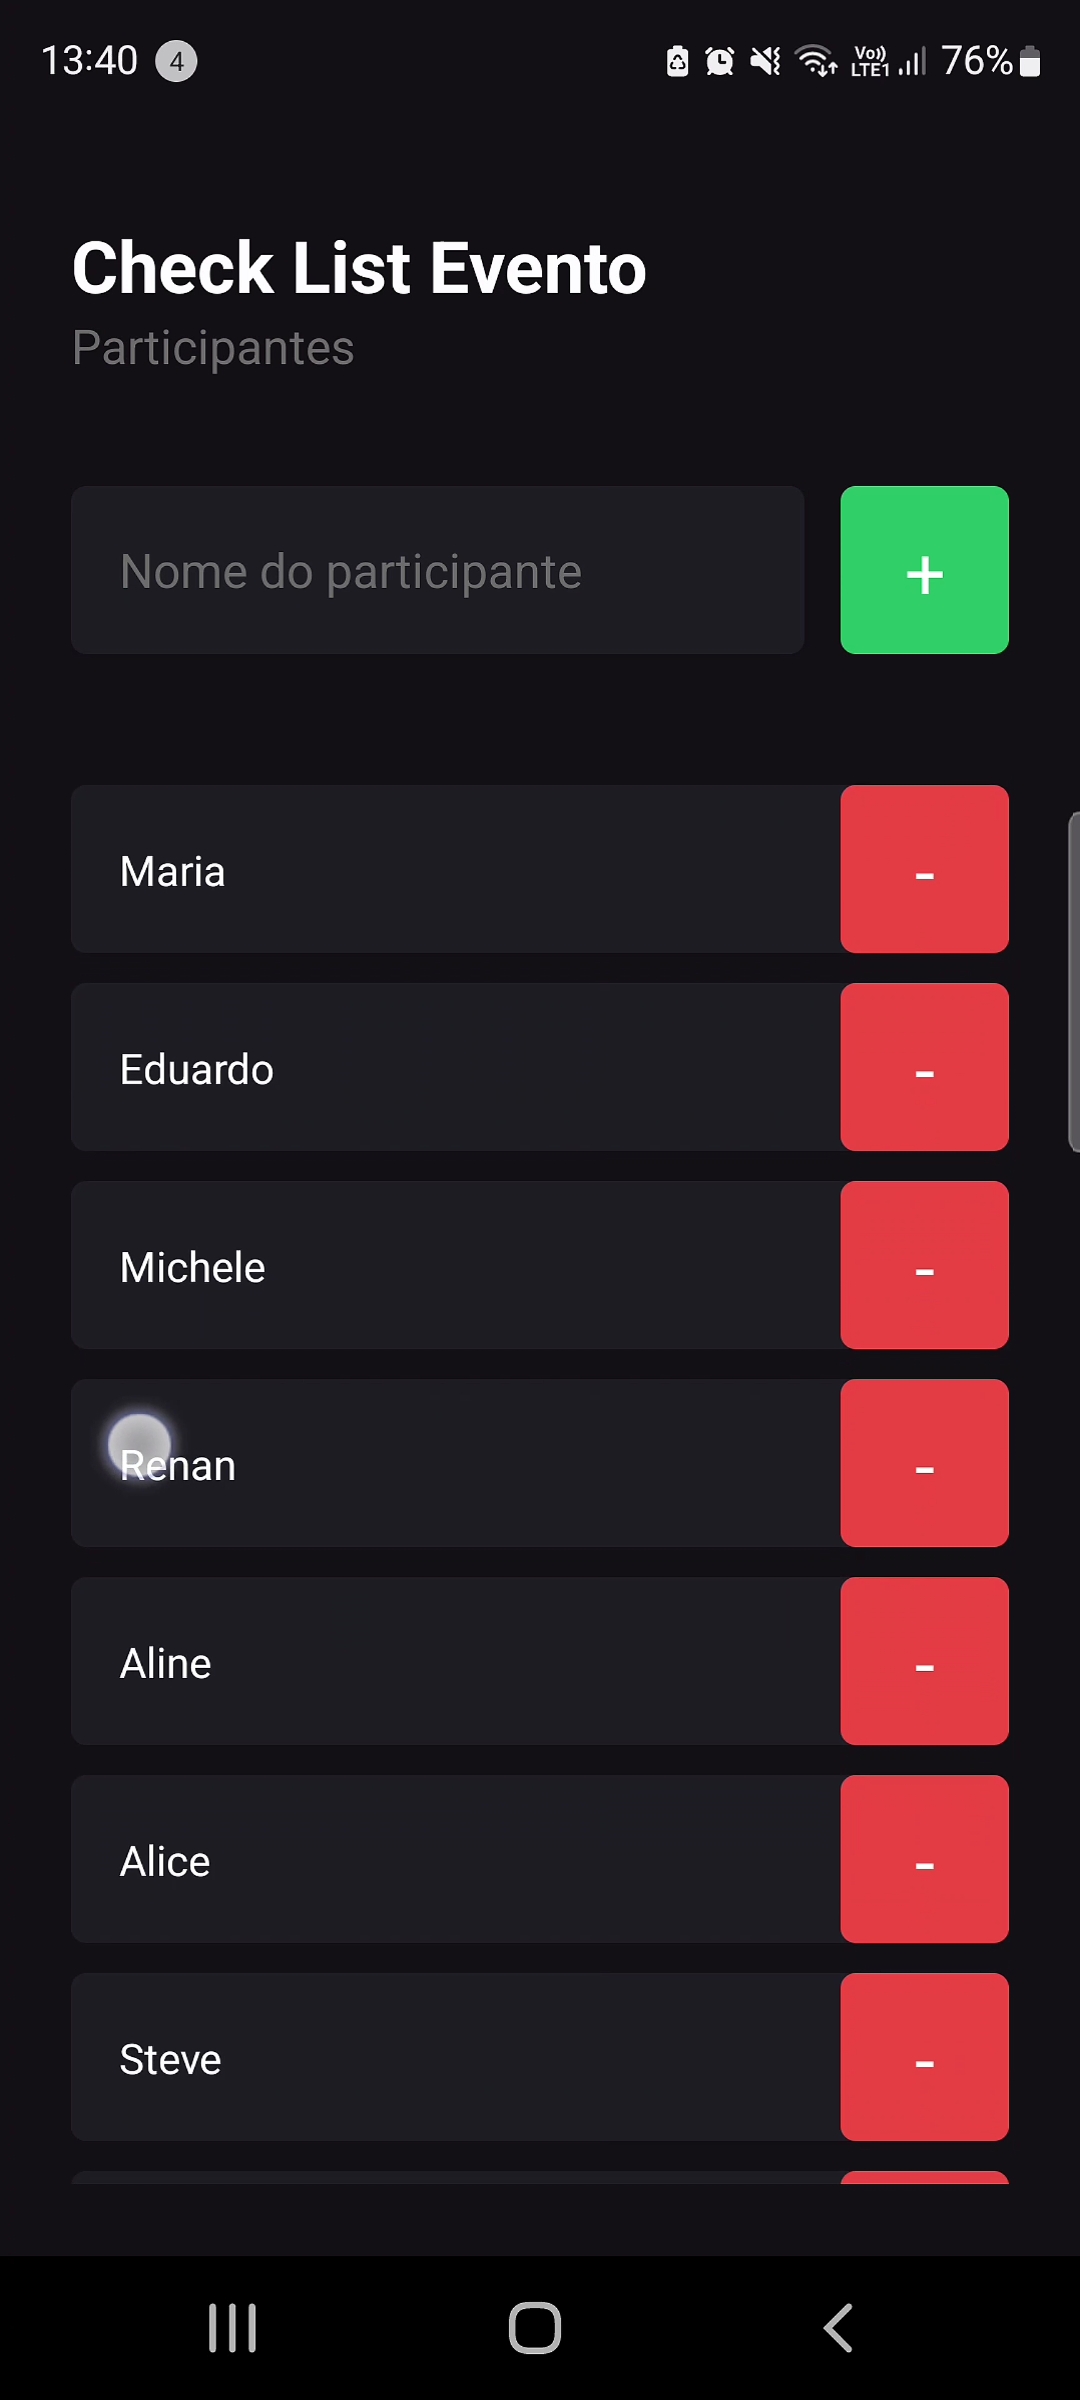 13:40 4 Vo)) LTE1 76%
Check List Evento
Participantes
Nome do participante +
Maria -
Eduardo -
Michele -
Renan -
Aline -
Alice -
Steve -